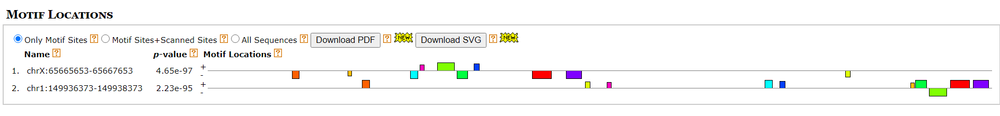 Motif Locations
Only Motif Sites ? Motif Sites+Scanned Sites ? All Sequences ? Download PDF ? NEW Download SVG ? NEW
Name ? p-value ? Motif Locations ?
1. chrX:65665653-65667653 4.65e-97 + -
2. chr1:149936373-149938373 2.23e-95 + -